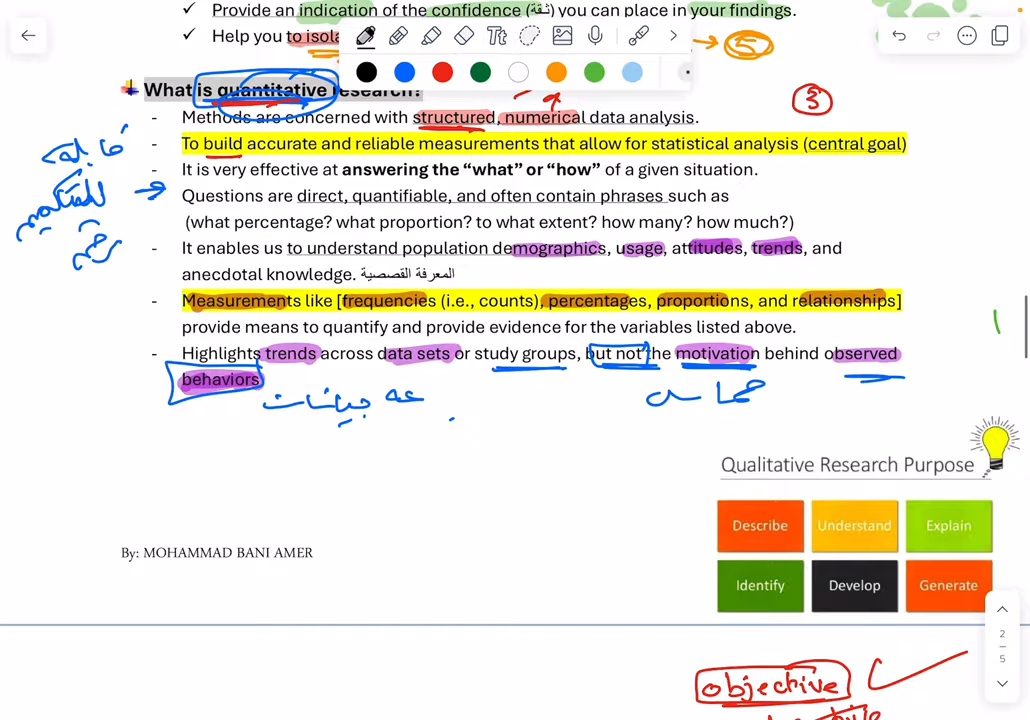 ✓ Provide an indication of the confidence (ثقة) you can place in your findings.
✓ Help you to isola
5
What is quantitative research?
3
- Methods are concerned with structured, numerical data analysis.
- To build accurate and reliable measurements that allow for statistical analysis (central goal)
- It is very effective at answering the “what” or “how” of a given situation.
- Questions are direct, quantifiable, and often contain phrases such as
(what percentage? what proportion? to what extent? how many? how much?)
- It enables us to understand population demographics, usage, attitudes, trends, and
anecdotal knowledge. المعرفة القصصية
- Measurements like [frequencies (i.e., counts), percentages, proportions, and relationships]
provide means to quantify and provide evidence for the variables listed above.
- Highlights trends across data sets or study groups, but not the motivation behind observed
behaviors
Qualitative Research Purpose
Describe Understand Explain
By: MOHAMMAD BANI AMER
Identify Develop Generate
2
5
objective